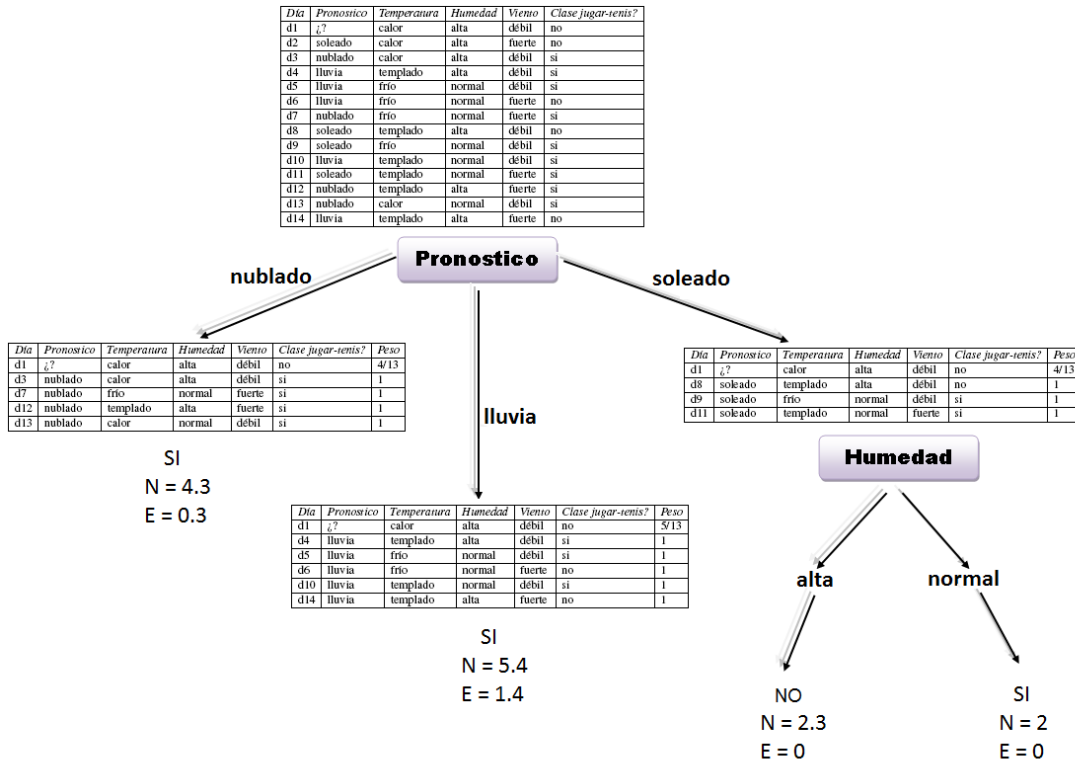 Día Pronostico Temperatura Humedad Viento Clase jugar-tenis?
d1 ¿? calor alta débil no
d2 soleado calor alta fuerte no
d3 nublado calor alta débil si
d4 lluvia templado alta débil si
d5 lluvia frío normal débil si
d6 lluvia frío normal fuerte no
d7 nublado frío normal fuerte si
d8 soleado templado alta débil no
d9 soleado frío normal débil si
d10 lluvia templado normal débil si
d11 soleado templado normal fuerte si
d12 nublado templado alta fuerte si
d13 nublado calor normal débil si
d14 lluvia templado alta fuerte no
Pronostico
nublado
soleado
lluvia
Día Pronostico Temperatura Humedad Viento Clase jugar-tenis? Peso
d1 ¿? calor alta débil no 4/13
d3 nublado calor alta débil si 1
d7 nublado frío normal fuerte si 1
d12 nublado templado alta fuerte si 1
d13 nublado calor normal débil si 1
SI
N = 4.3
E = 0.3
Día Pronostico Temperatura Humedad Viento Clase jugar-tenis? Peso
d1 ¿? calor alta débil no 5/13
d4 lluvia templado alta débil si 1
d5 lluvia frío normal débil si 1
d6 lluvia frío normal fuerte no 1
d10 lluvia templado normal débil si 1
d14 lluvia templado alta fuerte no 1
SI
N = 5.4
E = 1.4
Día Pronostico Temperatura Humedad Viento Clase jugar-tenis? Peso
d1 ¿? calor alta débil no 4/13
d8 soleado templado alta débil no 1
d9 soleado frío normal débil si 1
d11 soleado templado normal fuerte si 1
Humedad
alta
normal
NO
N = 2.3
E = 0
SI
N = 2
E = 0